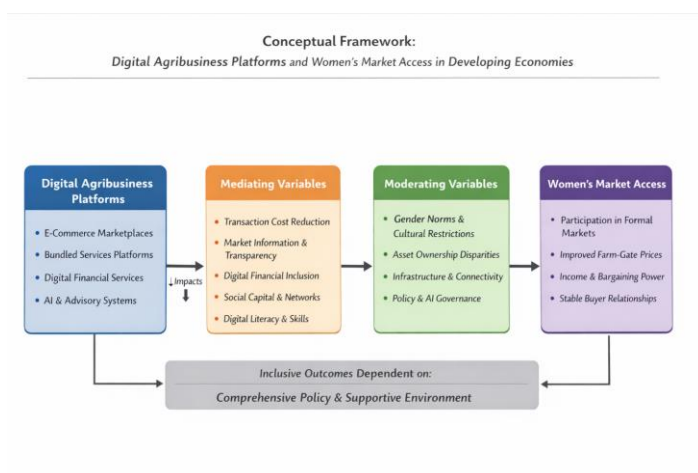 Conceptual Framework:
Digital Agribusiness Platforms and Women's Market Access in Developing Economies
Digital Agribusiness
Platforms
• E-Commerce Marketplaces
• Bundled Services Platforms
• Digital Financial Services
• AI & Advisory Systems
↓ Impacts
Mediating Variables
• Transaction Cost Reduction
• Market Information &
Transparency
• Digital Financial Inclusion
• Social Capital & Networks
• Digital Literacy & Skills
Moderating Variables
• Gender Norms &
Cultural Restrictions
• Asset Ownership Disparities
• Infrastructure & Connectivity
• Policy & AI Governance
Women's Market Access
• Participation in Formal
Markets
• Improved Farm-Gate Prices
• Income & Bargaining Power
• Stable Buyer Relationships
Inclusive Outcomes Dependent on:
Comprehensive Policy & Supportive Environment